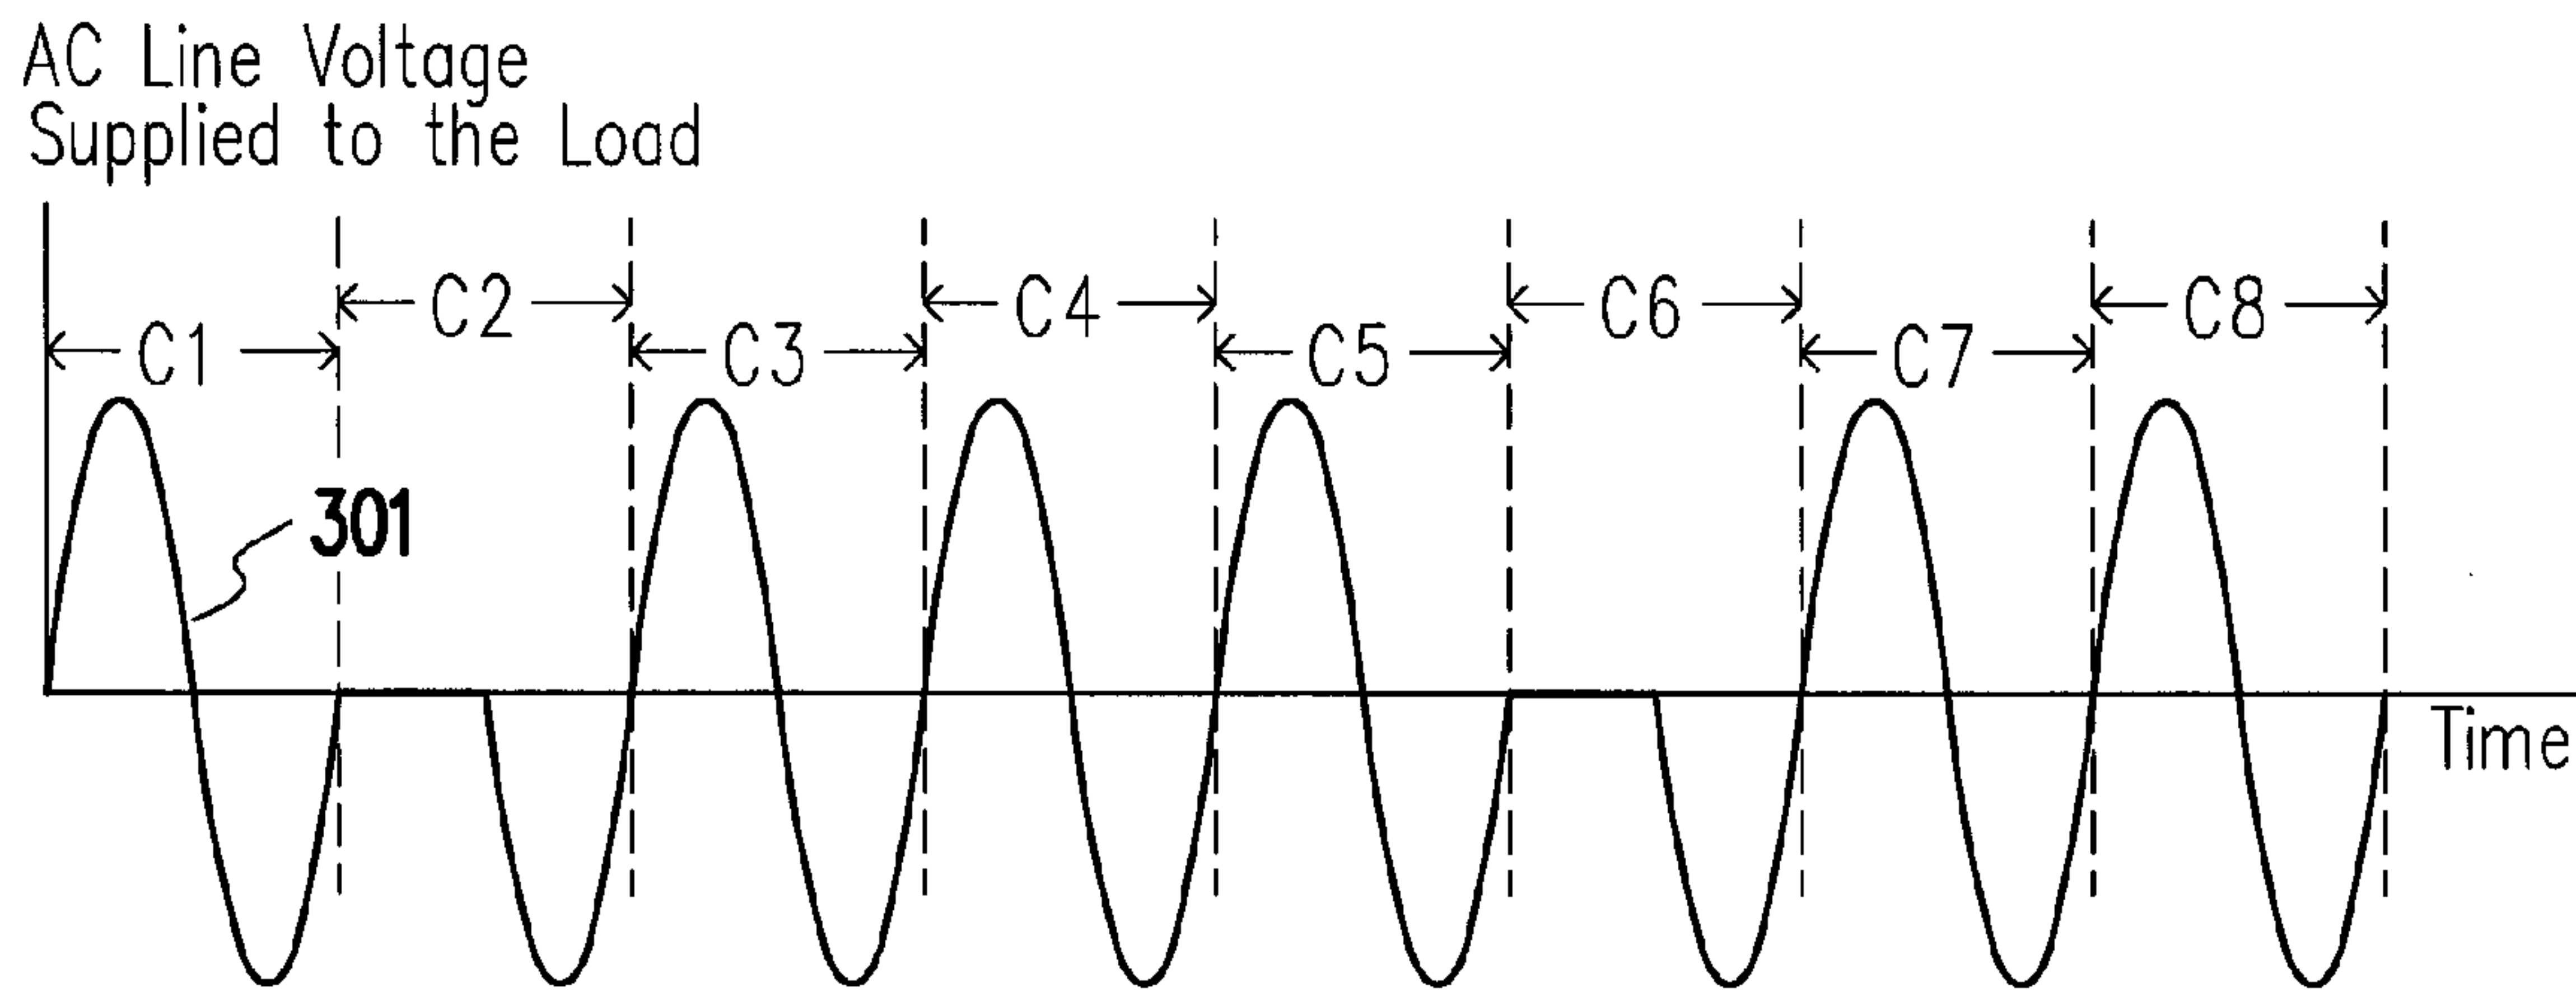 AC Line Voltage
Supplied to the Load
C1
C2
C3
C4
C5
C6
C7
C8
301
Time